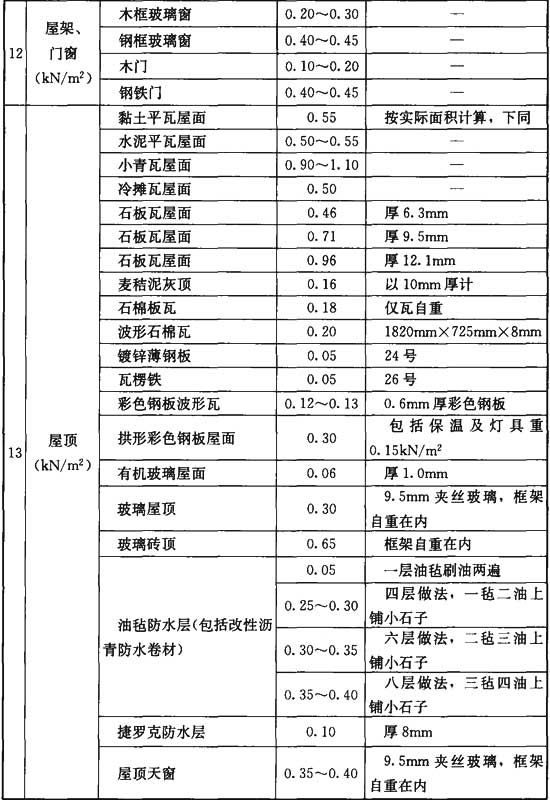 12 屋架、门窗 (kN/m²) 木框玻璃窗 0.20~0.30 —
钢框玻璃窗 0.40~0.45 —
木门 0.10~0.20 —
钢铁门 0.40~0.45 —
13 屋顶 (kN/m²) 黏土平瓦屋面 0.55 按实际面积计算，下同
水泥平瓦屋面 0.50~0.55 —
小青瓦屋面 0.90~1.10 —
冷摊瓦屋面 0.50 —
石板瓦屋面 0.46 厚 6.3mm
石板瓦屋面 0.71 厚 9.5mm
石板瓦屋面 0.96 厚 12.1mm
麦秸泥灰顶 0.16 以 10mm 厚计
石棉板瓦 0.18 仅瓦自重
波形石棉瓦 0.20 1820mm×725mm×8mm
镀锌薄钢板 0.05 24 号
瓦楞铁 0.05 26 号
彩色钢板波形瓦 0.12~0.13 0.6mm 厚彩色钢板
拱形彩色钢板屋面 0.30 包括保温及灯具重
0.15kN/m²
有机玻璃屋面 0.06 厚 1.0mm
玻璃屋顶 0.30 9.5mm 夹丝玻璃，框架
自重在内
玻璃砖顶 0.65 框架自重在内
油毡防水层(包括改性沥
青防水卷材) 0.05 一层油毡刷油两遍
0.25~0.30 四层做法，一毡二油上
铺小石子
0.30~0.35 六层做法，二毡三油上
铺小石子
0.35~0.40 八层做法，三毡四油上
铺小石子
捷罗克防水层 0.10 厚 8mm
屋顶天窗 0.35~0.40 9.5mm 夹丝玻璃，框架
自重在内